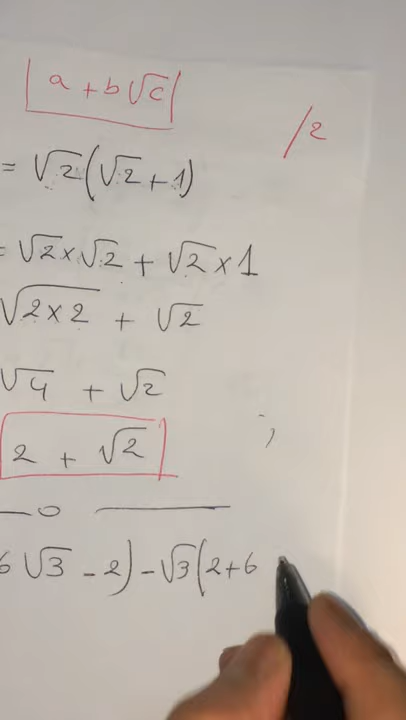 a + b √c
/2
= √2(√2 + 1)
= √2 × √2 + √2 × 1
√2 × 2 + √2
√4 + √2
2 + √2
;
6 √3 - 2) - √3(2 + 6